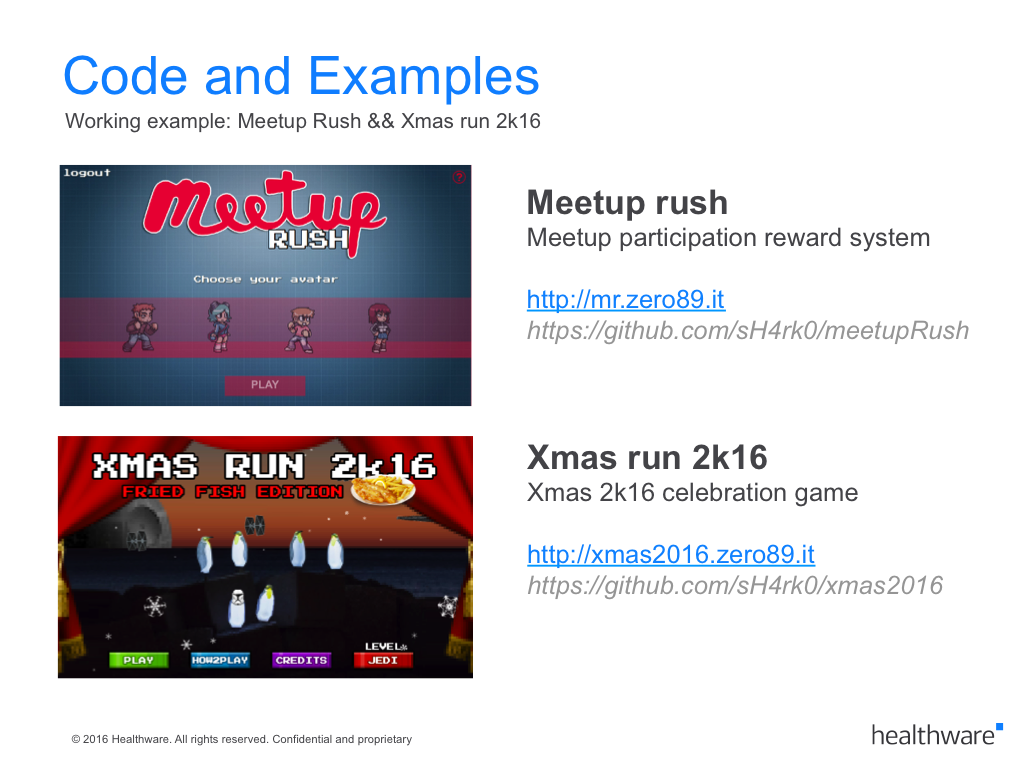 Code and Examples
Working example: Meetup Rush && Xmas run 2k16
logout
?
meetup
RUSH
Choose your avatar
PLAY
Meetup rush
Meetup participation reward system
http://mr.zero89.it
https://github.com/sH4rk0/meetupRush
XMAS RUN 2k16
FRIED FISH EDITION
LEVEL
PLAY
HOW2PLAY
CREDITS
JEDI
Xmas run 2k16
Xmas 2k16 celebration game
http://xmas2016.zero89.it
https://github.com/sH4rk0/xmas2016
© 2016 Healthware. All rights reserved. Confidential and proprietary
healthware